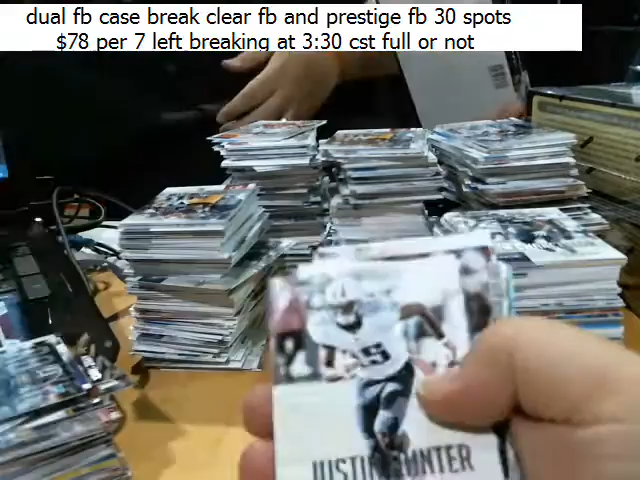 dual fb case break clear fb and prestige fb 30 spots
$78 per 7 left breaking at 3:30 cst full or not
15
JUSTIN HUNTER